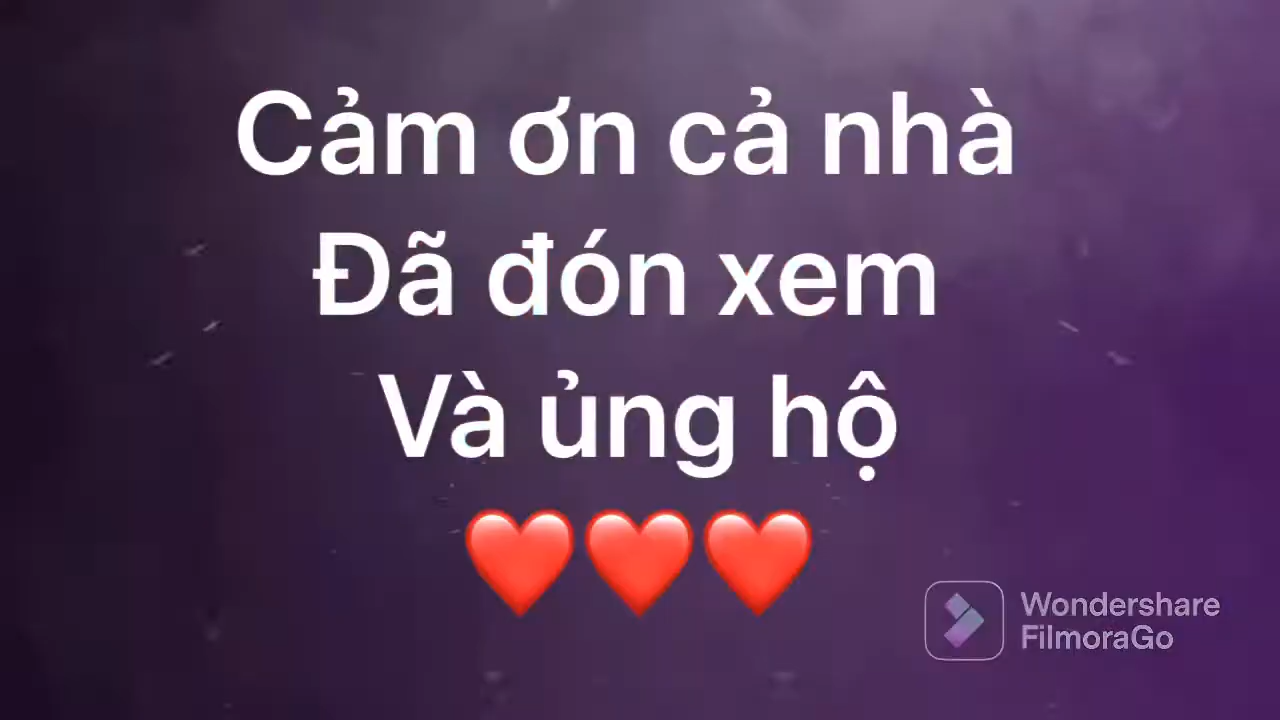 Cảm ơn cả nhà
Đã đón xem
Và ủng hộ
❤️❤️❤️
Wondershare
FilmoraGo